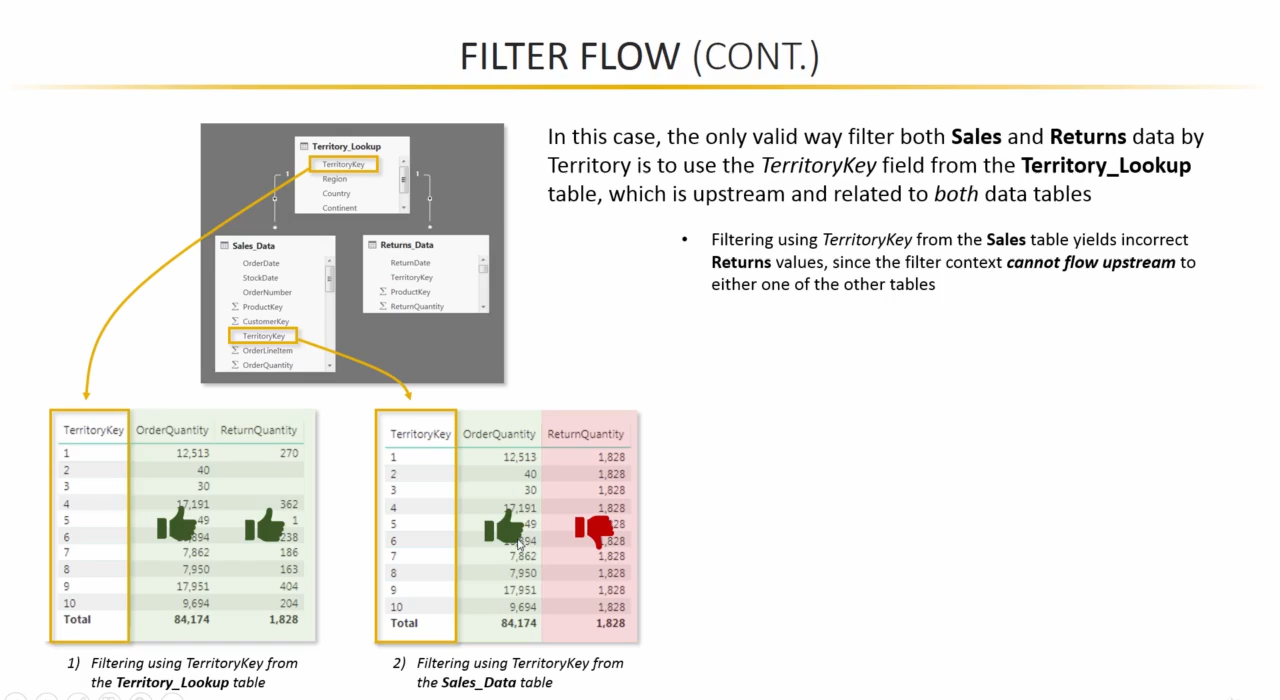 FILTER FLOW (CONT.)
Territory_Lookup
TerritoryKey
Region
Country
Continent
1
1
Sales_Data
OrderDate
StockDate
OrderNumber
Σ ProductKey
Σ CustomerKey
TerritoryKey
Σ OrderLineItem
Σ OrderQuantity
Returns_Data
ReturnDate
TerritoryKey
Σ ProductKey
Σ ReturnQuantity
In this case, the only valid way filter both Sales and Returns data by
Territory is to use the TerritoryKey field from the Territory_Lookup
table, which is upstream and related to both data tables
• Filtering using TerritoryKey from the Sales table yields incorrect
Returns values, since the filter context cannot flow upstream to
either one of the other tables
TerritoryKey OrderQuantity ReturnQuantity
1 12,513 270
2 40
3 30
4 17,191 362
5 49 1
6 238
7 7,862 186
8 7,950 163
9 17,951 404
10 9,694 204
Total 84,174 1,828
1) Filtering using TerritoryKey from
the Territory_Lookup table
TerritoryKey OrderQuantity ReturnQuantity
1 12,513 1,828
2 40 1,828
3 30 1,828
4 17,191 1,828
5 49
6 1,828
7 7,862 1,828
8 7,950 1,828
9 17,951 1,828
10 9,694 1,828
Total 84,174 1,828
2) Filtering using TerritoryKey from
the Sales_Data table